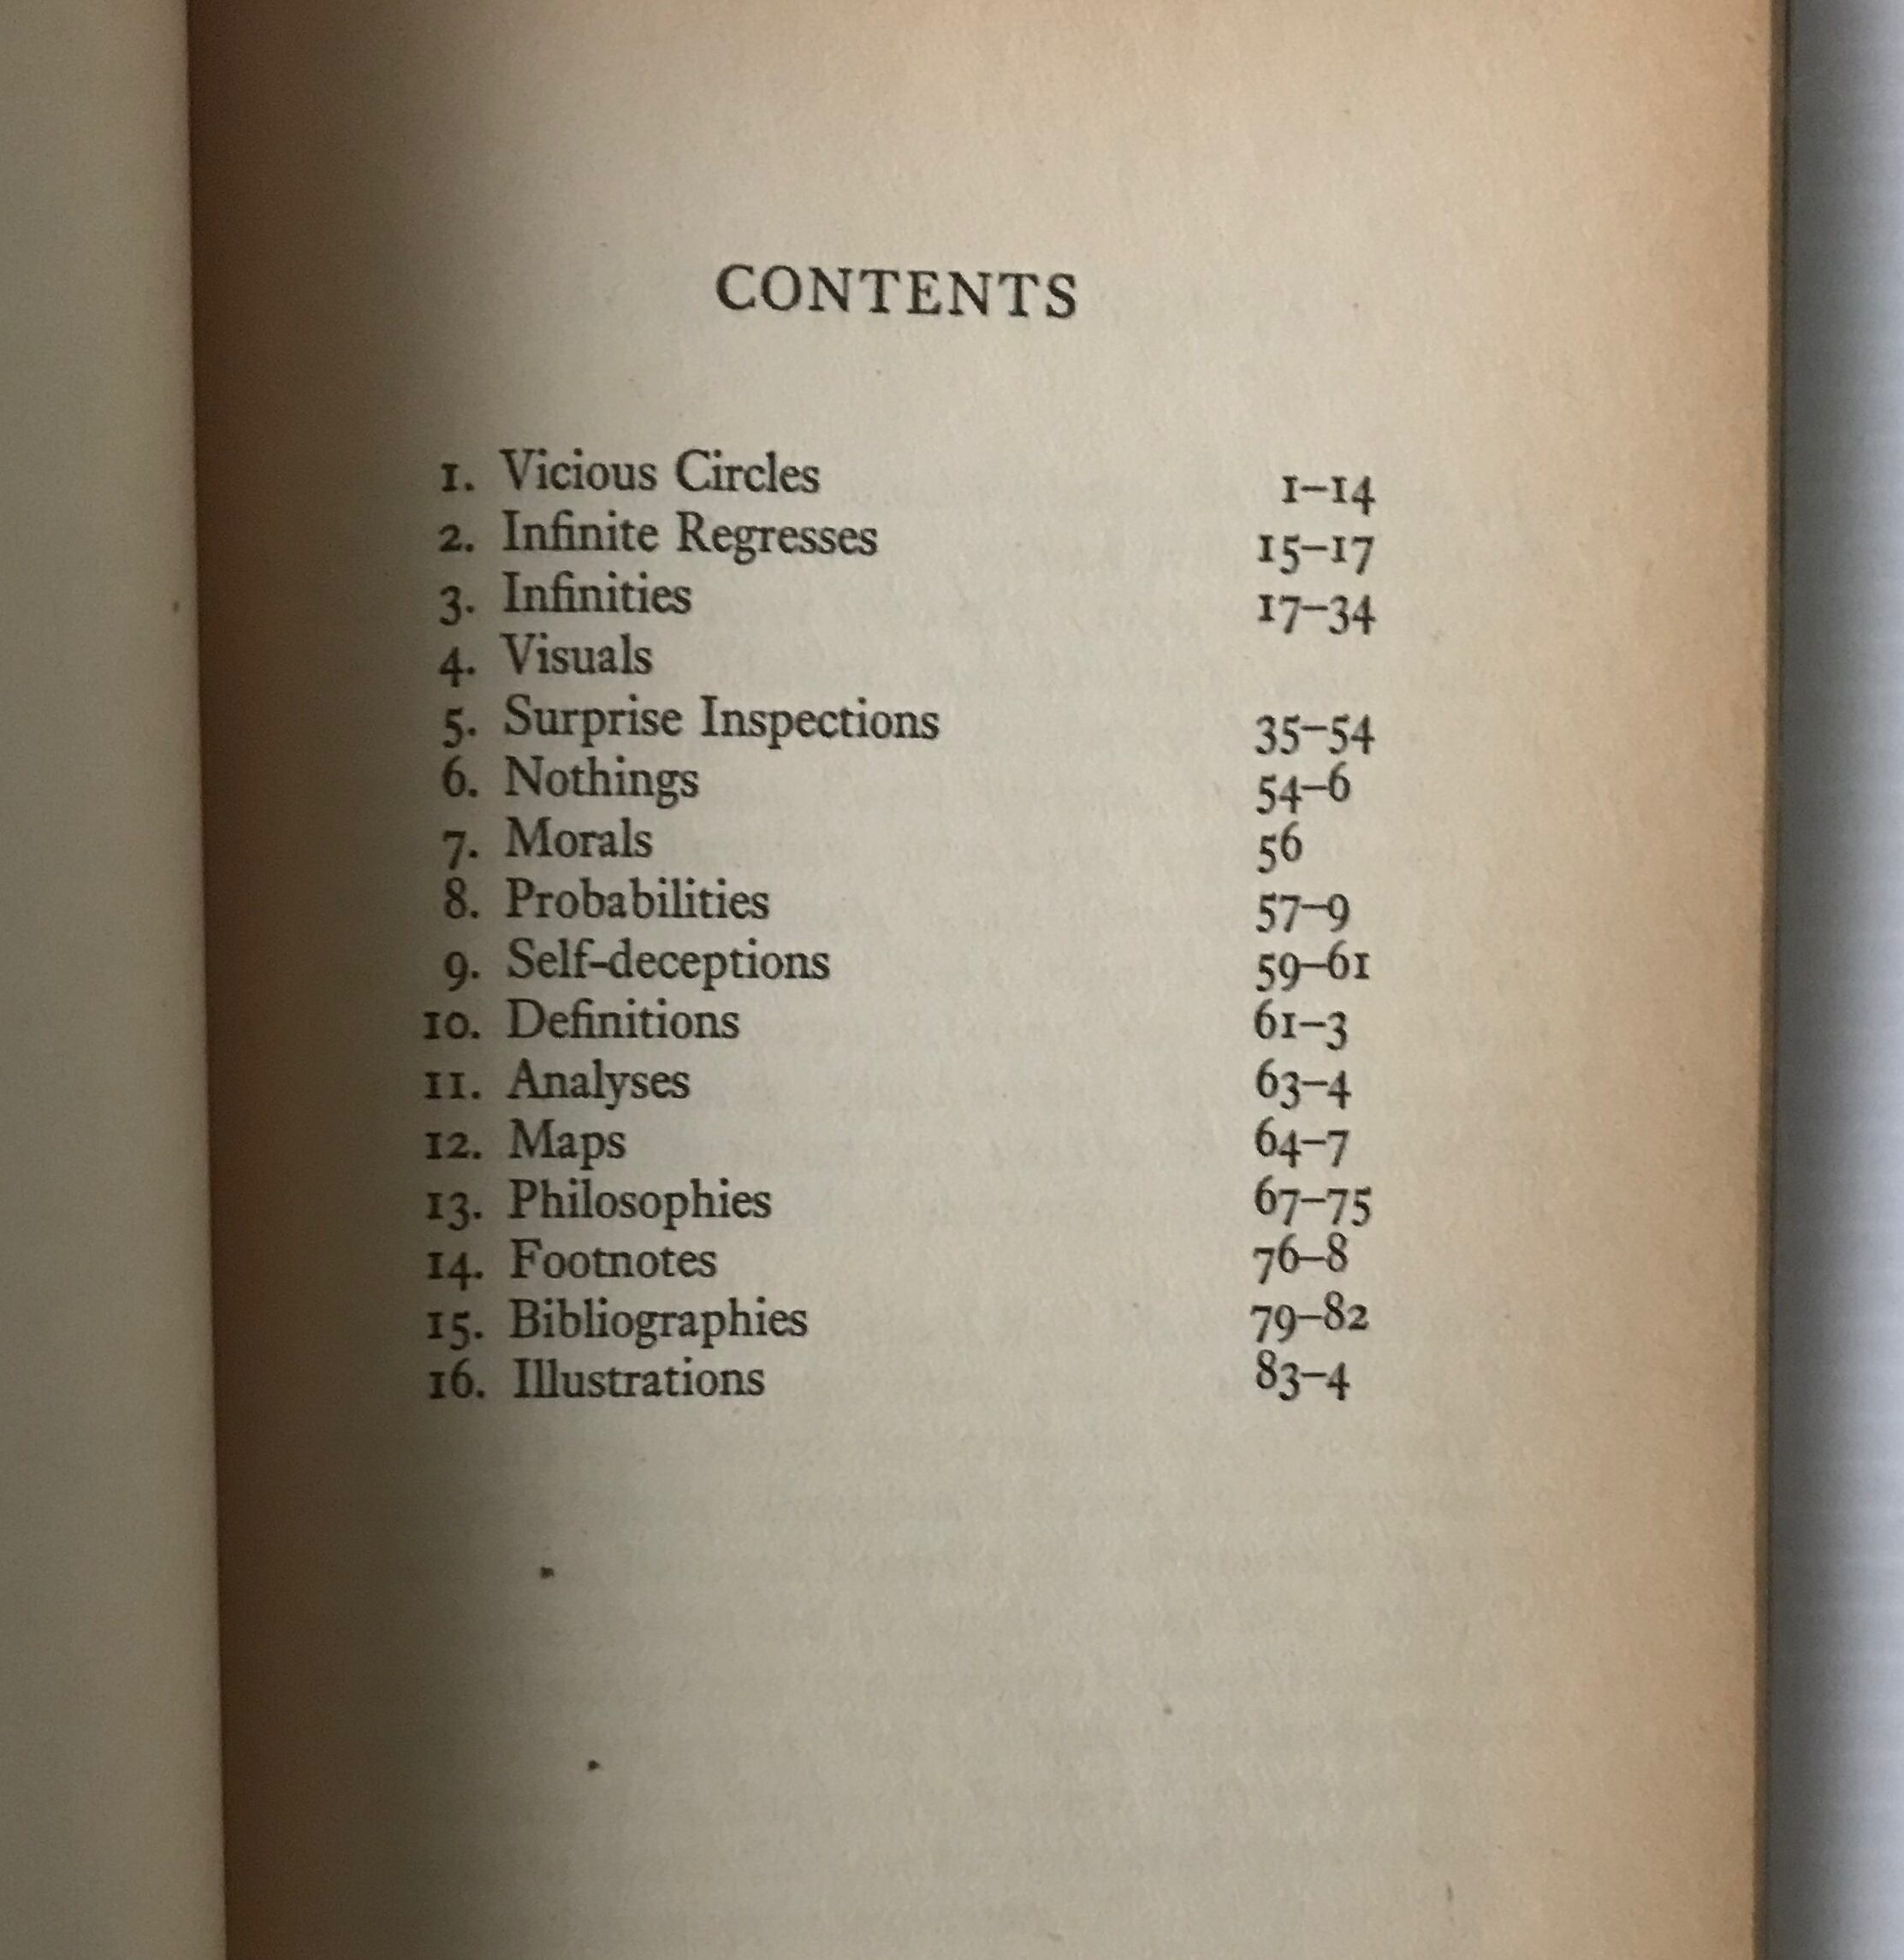 CONTENTS
1. Vicious Circles 1–14
2. Infinite Regresses 15–17
3. Infinities 17–34
4. Visuals
5. Surprise Inspections 35–54
6. Nothings 54–6
7. Morals 56
8. Probabilities 57–9
9. Self-deceptions 59–61
10. Definitions 61–3
11. Analyses 63–4
12. Maps 64–7
13. Philosophies 67–75
14. Footnotes 76–8
15. Bibliographies 79–82
16. Illustrations 83–4